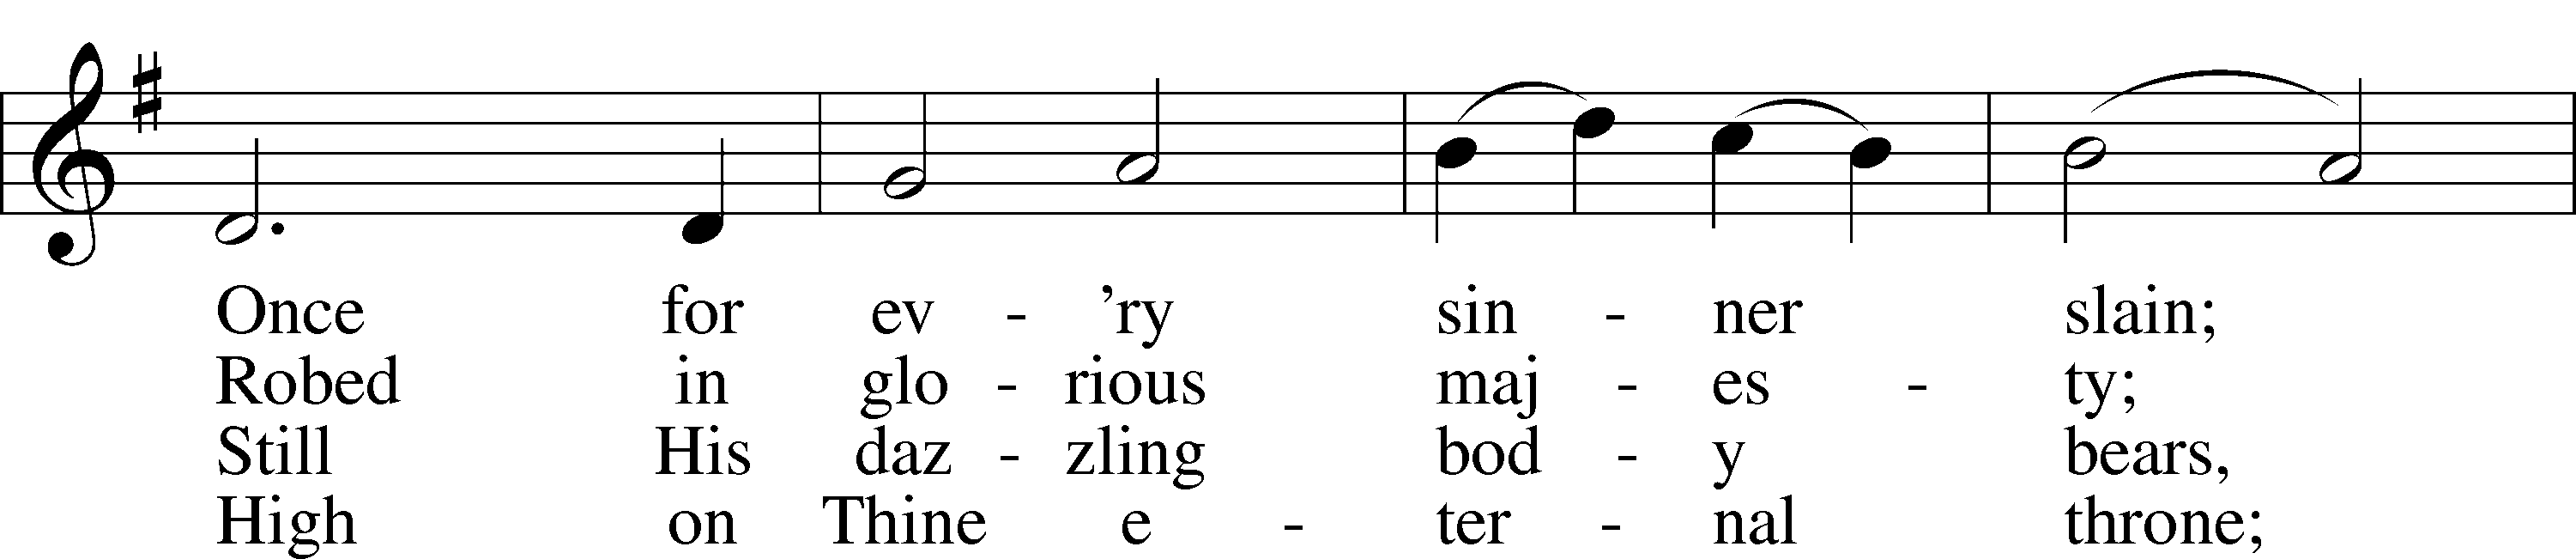 Once for ev - 'ry sin - ner slain;
Robed in glo - rious maj - es - ty;
Still His daz - zling bod - y bears,
High on Thine e - ter - nal throne;